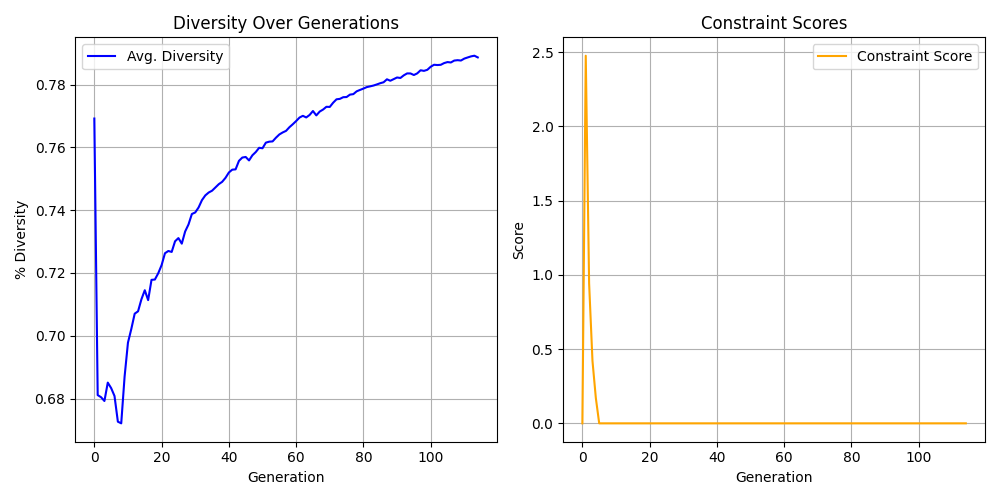 Diversity Over Generations
Avg. Diversity
0.78
0.76
0.74
0.72
0.70
0.68
% Diversity
0 20 40 60 80 100
Generation
Constraint Scores
Constraint Score
2.5
2.0
1.5
1.0
0.5
0.0
Score
0 20 40 60 80 100
Generation